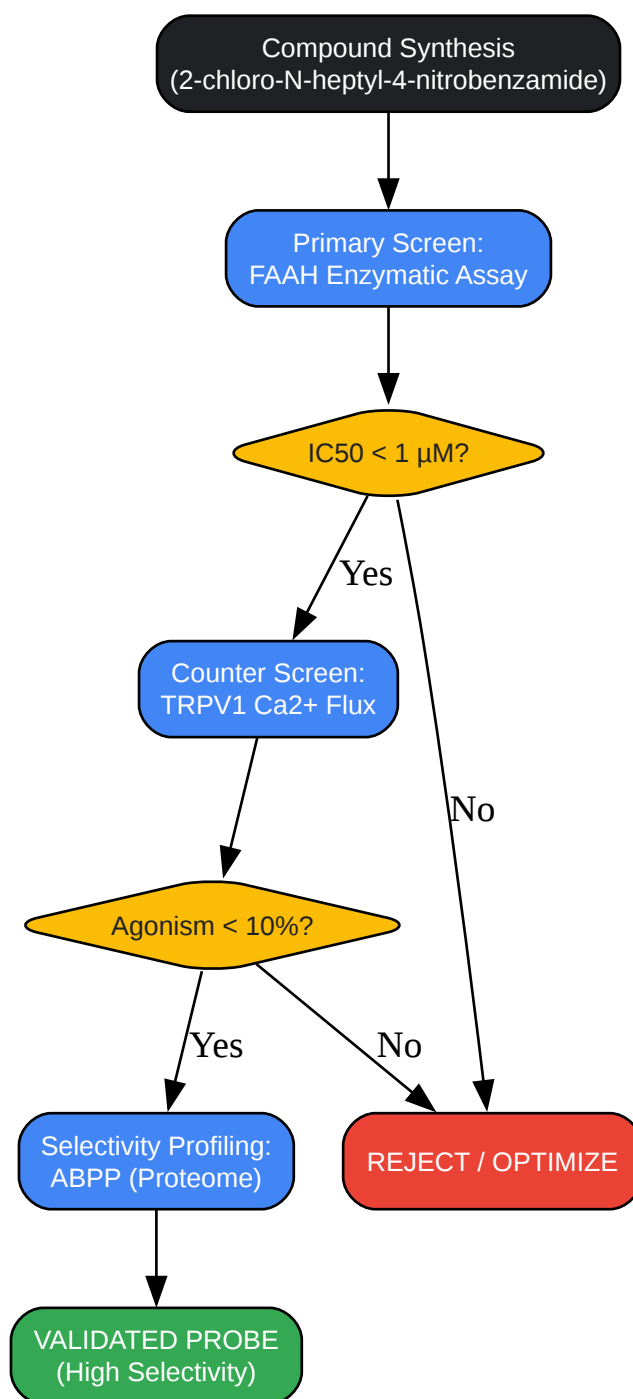 Compound Synthesis
(2-chloro-N-heptyl-4-nitrobenzamide)
Primary Screen:
FAAH Enzymatic Assay
IC50 < 1 µM?
Yes
Counter Screen:
TRPV1 Ca2+ Flux
No
Agonism < 10%?
Yes
No
Selectivity Profiling:
ABPP (Proteome)
REJECT / OPTIMIZE
VALIDATED PROBE
(High Selectivity)